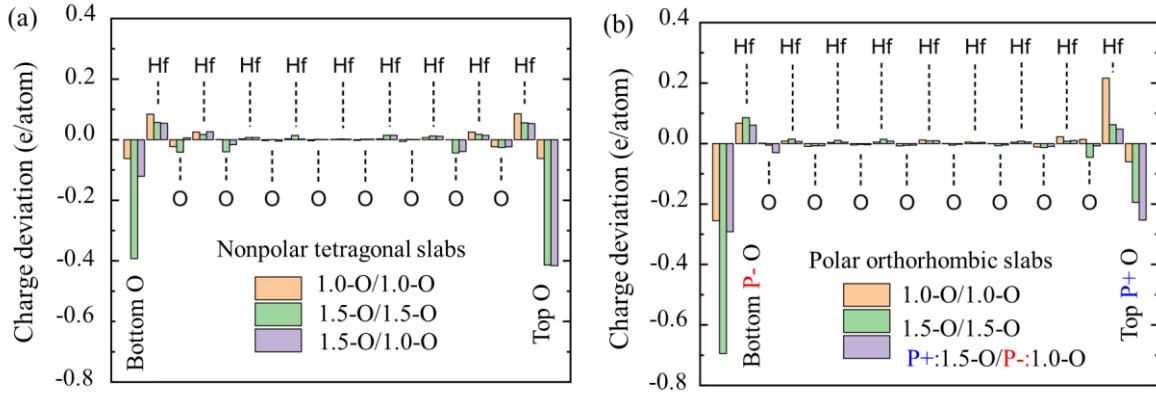 (a)
0.4
0.2
0.0
-0.2
-0.4
-0.6
-0.8
Charge deviation (e/atom)
Hf Hf Hf Hf Hf Hf Hf Hf Hf
O O O O O O O O
Bottom O
Top O
Nonpolar tetragonal slabs
1.0-O/1.0-O
1.5-O/1.5-O
1.5-O/1.0-O
(b)
0.4
0.2
0.0
-0.2
-0.4
-0.6
-0.8
Charge deviation (e/atom)
Hf Hf Hf Hf Hf Hf Hf Hf Hf
O O O O O O O O
Bottom P- O
Top P+ O
Polar orthorhombic slabs
1.0-O/1.0-O
1.5-O/1.5-O
P+:1.5-O/P-:1.0-O